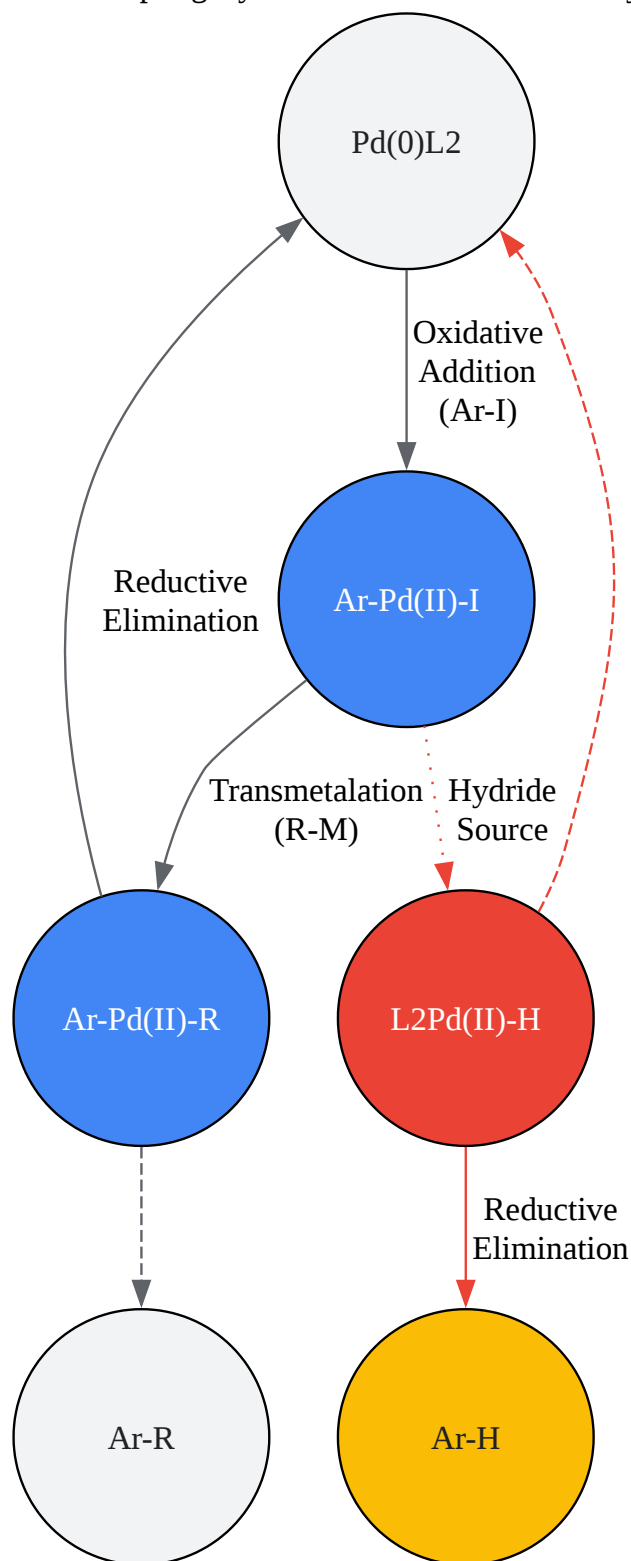 Pd(0)L2
Oxidative
Addition
(Ar-I)
Ar-Pd(II)-I
Reductive
Elimination
Transmetalation
(R-M)
Hydride
Source
Ar-Pd(II)-R
L2Pd(II)-H
Reductive
Elimination
Ar-R
Ar-H